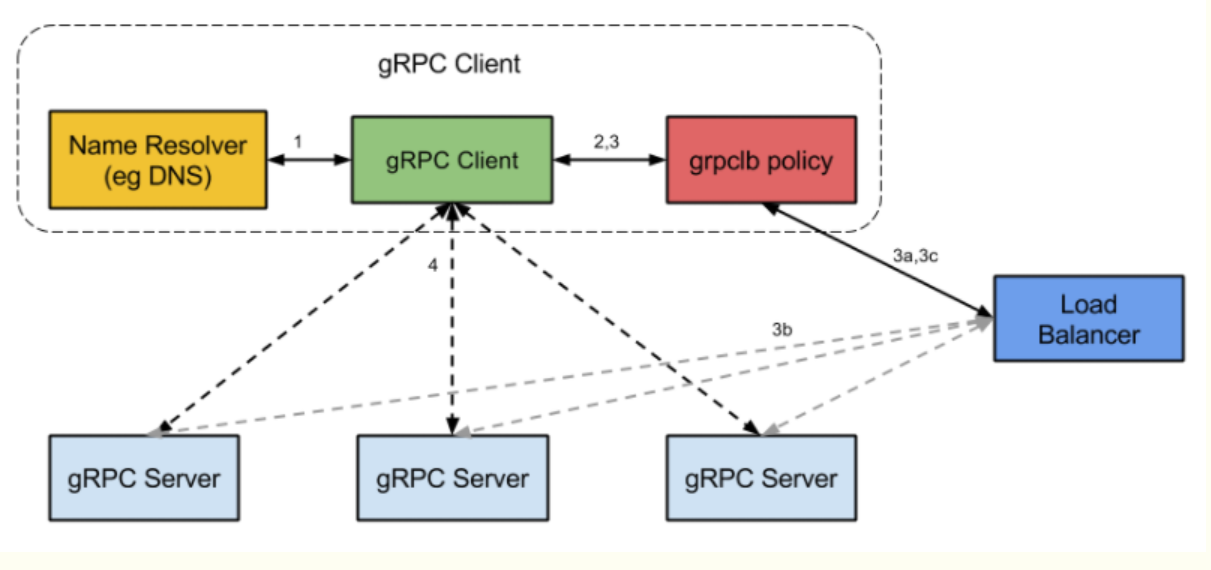 gRPC Client
Name Resolver
(eg DNS)
1
gRPC Client
2,3
grpclb policy
4
3a,3c
Load
Balancer
3b
gRPC Server
gRPC Server
gRPC Server